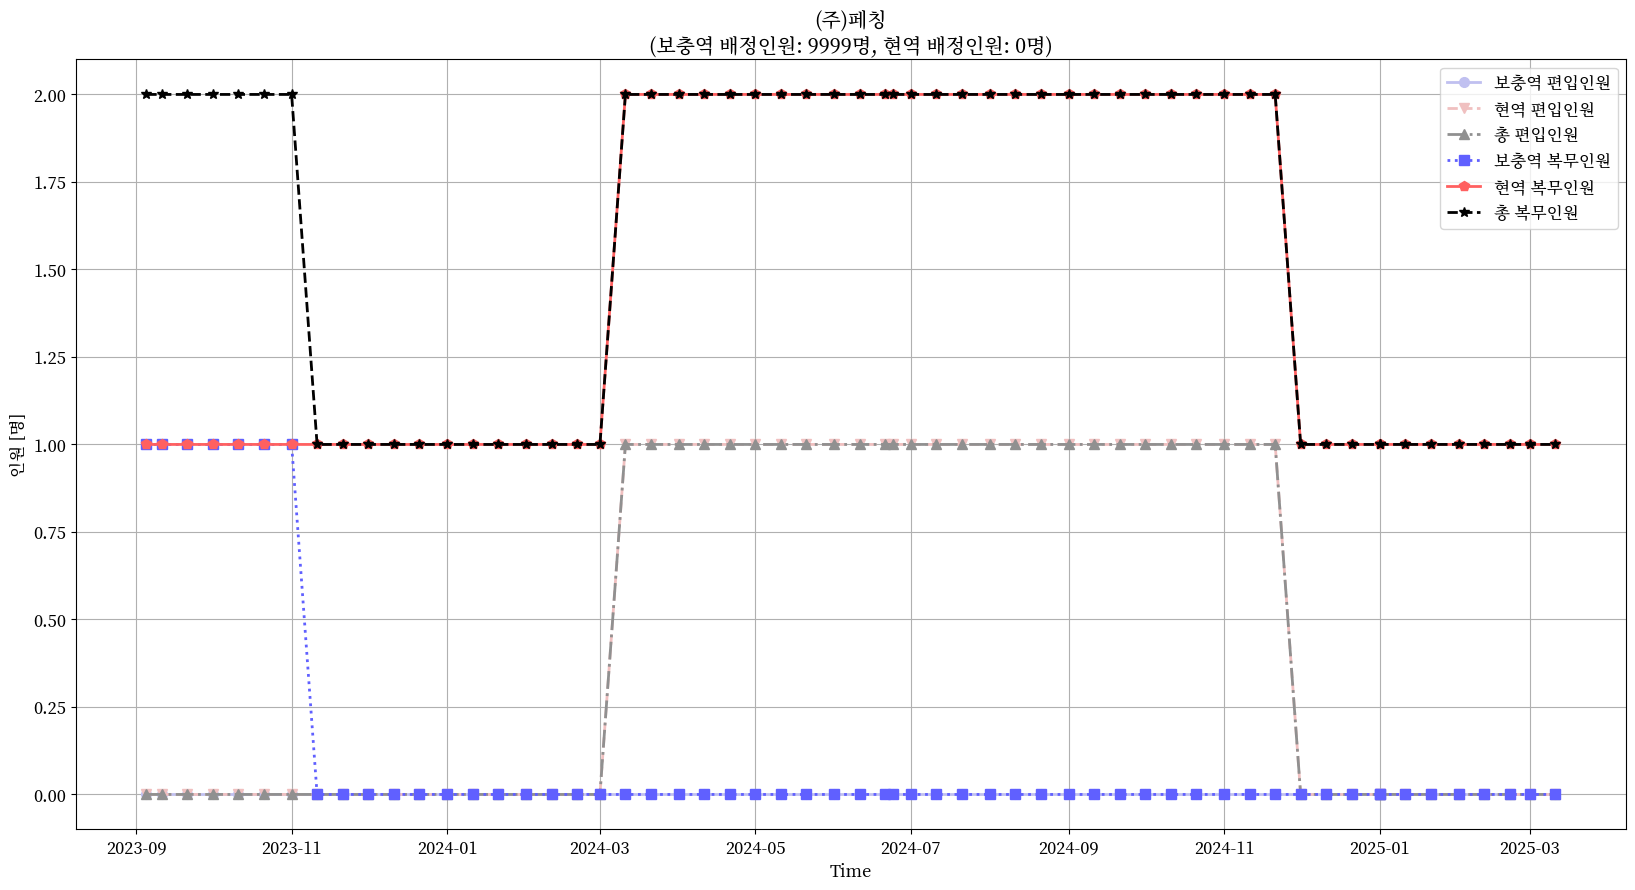 (주)페칭
(보충역 배정인원: 9999명, 현역 배정인원: 0명)
보충역 편입인원
현역 편입인원
총 편입인원
보충역 복무인원
현역 복무인원
총 복무인원
인원 [명]
2.00
1.75
1.50
1.25
1.00
0.75
0.50
0.25
0.00
2023-09
2023-11
2024-01
2024-03
2024-05
2024-07
2024-09
2024-11
2025-01
2025-03
Time